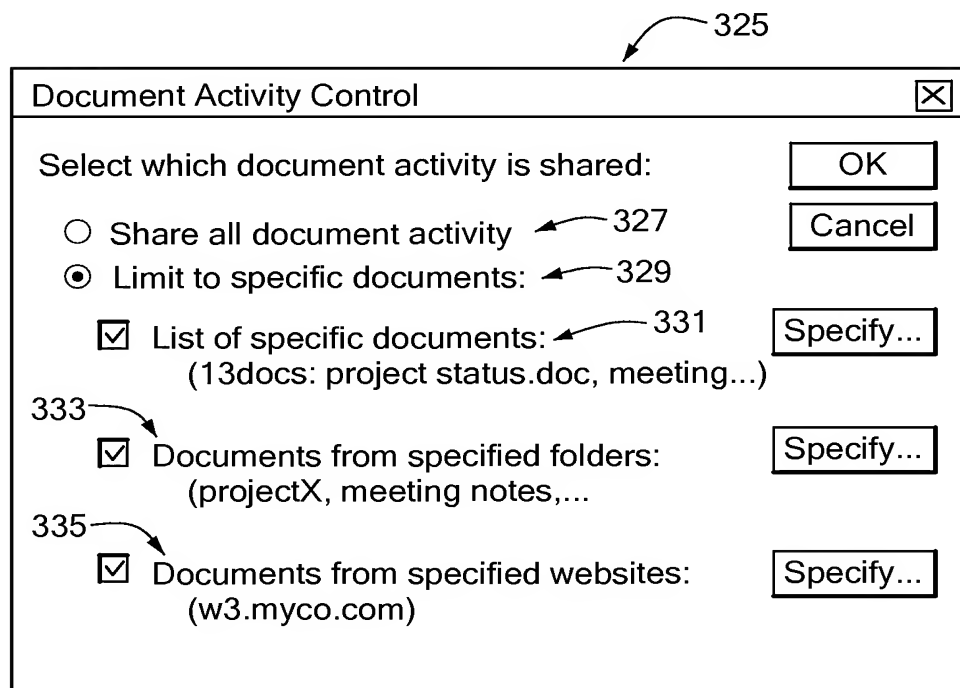 325
Document Activity Control
Select which document activity is shared:
OK
Share all document activity
327
Cancel
Limit to specific documents:
329
List of specific documents:
331
Specify...
(13docs: project status.doc, meeting...)
333
Documents from specified folders:
Specify...
(projectX, meeting notes,...
335
Documents from specified websites:
Specify...
(w3.myco.com)